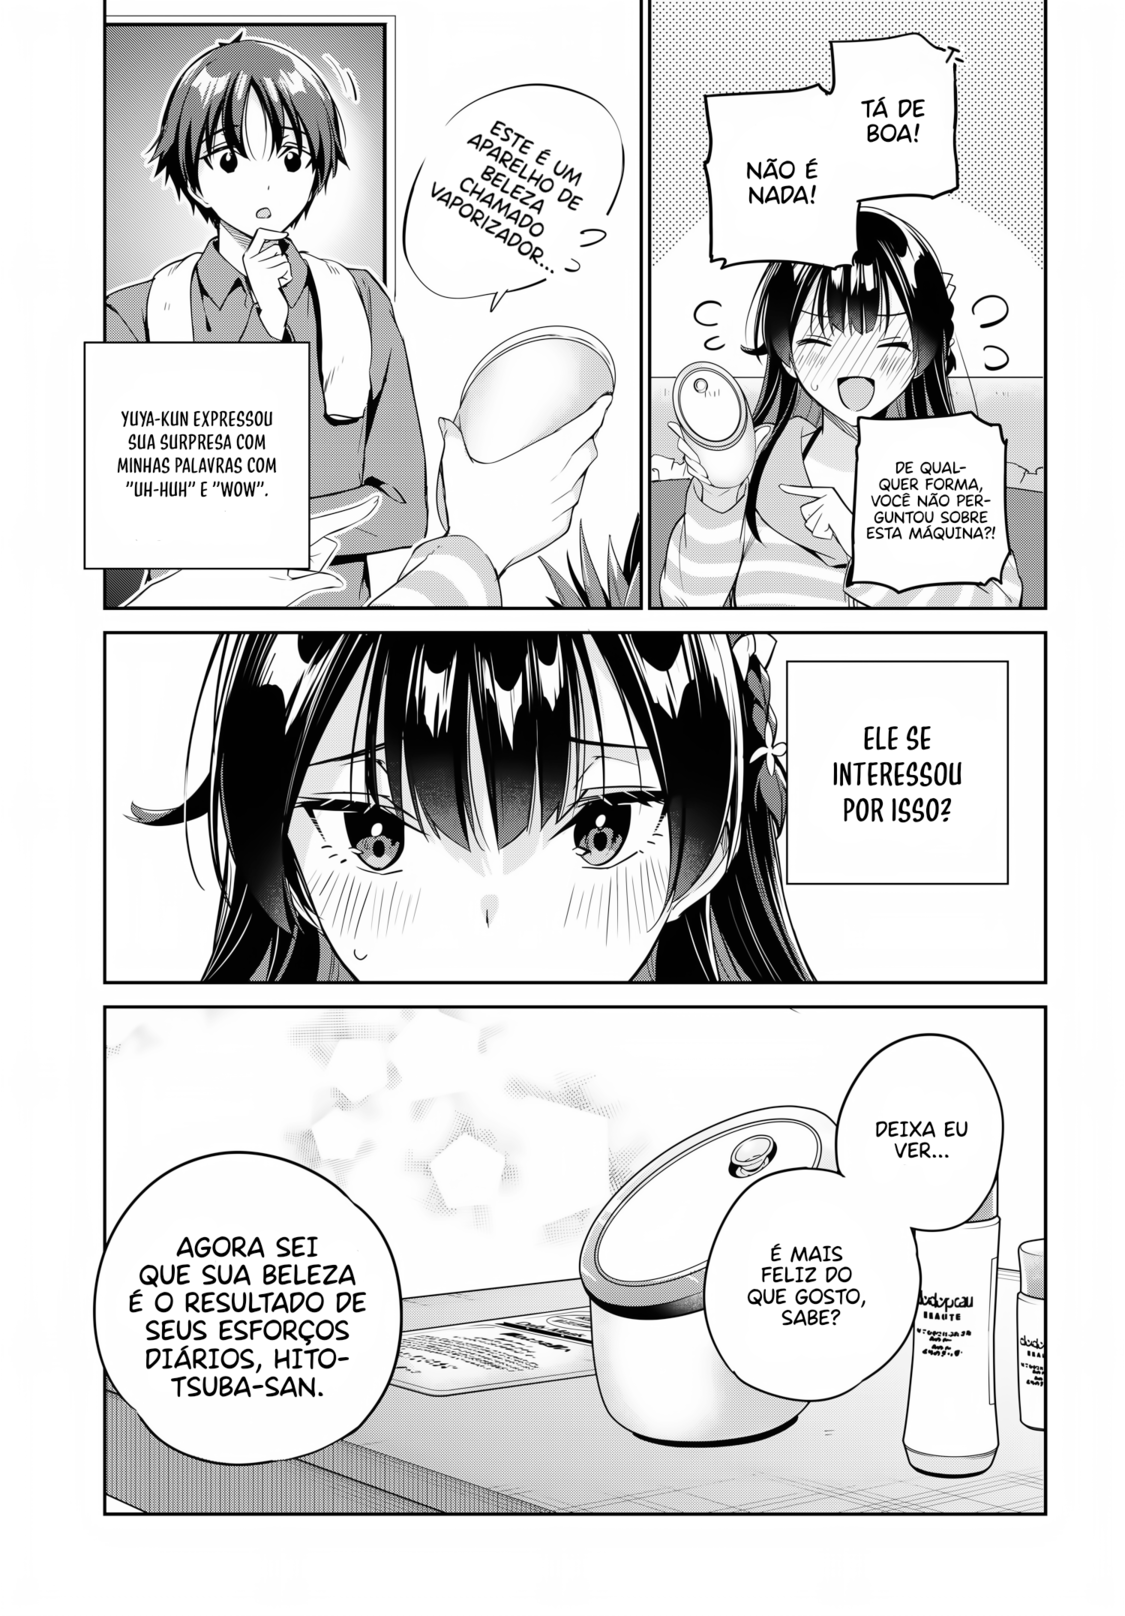 T-
TÁ DE
BOA!
NÃO É
NADA!
DE QUAL-
QUER FORMA,
VOCÊ NÃO PER-
GUNTOU SOBRE
ESTA MÁQUINA?!
ESTE É UM
APARELHO DE
BELEZA
CHAMADO
VAPORIZADOR...
YUYA-KUN EXPRESSOU
SUA SURPRESA COM
MINHAS PALAVRAS COM
"UH-HUH" E "WOW".
ELE SE
INTERESSOU
POR ISSO?
DEIXA EU
VER...
É MAIS
FELIZ DO
QUE GOSTO,
SABE?
AGORA SEI
QUE SUA BELEZA
É O RESULTADO DE
SEUS ESFORÇOS
DIÁRIOS, HITO-
TSUBA-SAN.
BEAUTE